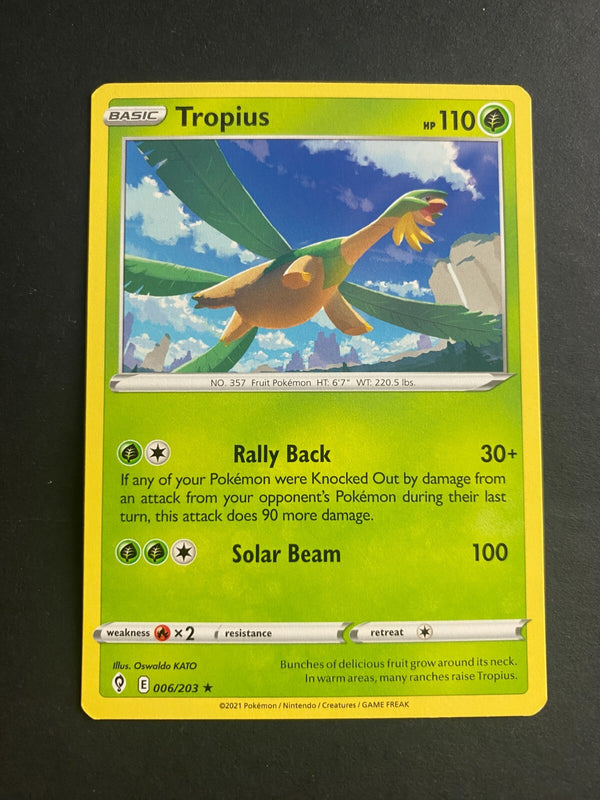 BASIC Tropius HP 110
NO. 357 Fruit Pokémon HT: 6'7" WT: 220.5 lbs.
Rally Back 30+
If any of your Pokémon were Knocked Out by damage from
an attack from your opponent's Pokémon during their last
turn, this attack does 90 more damage.
Solar Beam 100
weakness ×2 resistance retreat
Illus. Oswaldo KATO
E 006/203 ★
Bunches of delicious fruit grow around its neck.
In warm areas, many ranches raise Tropius.
©2021 Pokémon / Nintendo / Creatures / GAME FREAK